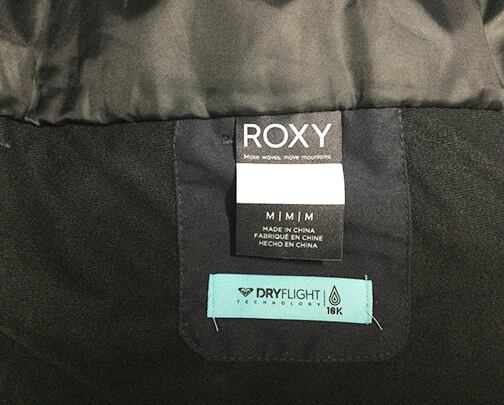 ROXY
Make waves, move mountains.
M|M|M
MADE IN CHINA
FABRIQUÉ EN CHINE
HECHO EN CHINA
DRYFLIGHT
TECHNOLOGY
10K